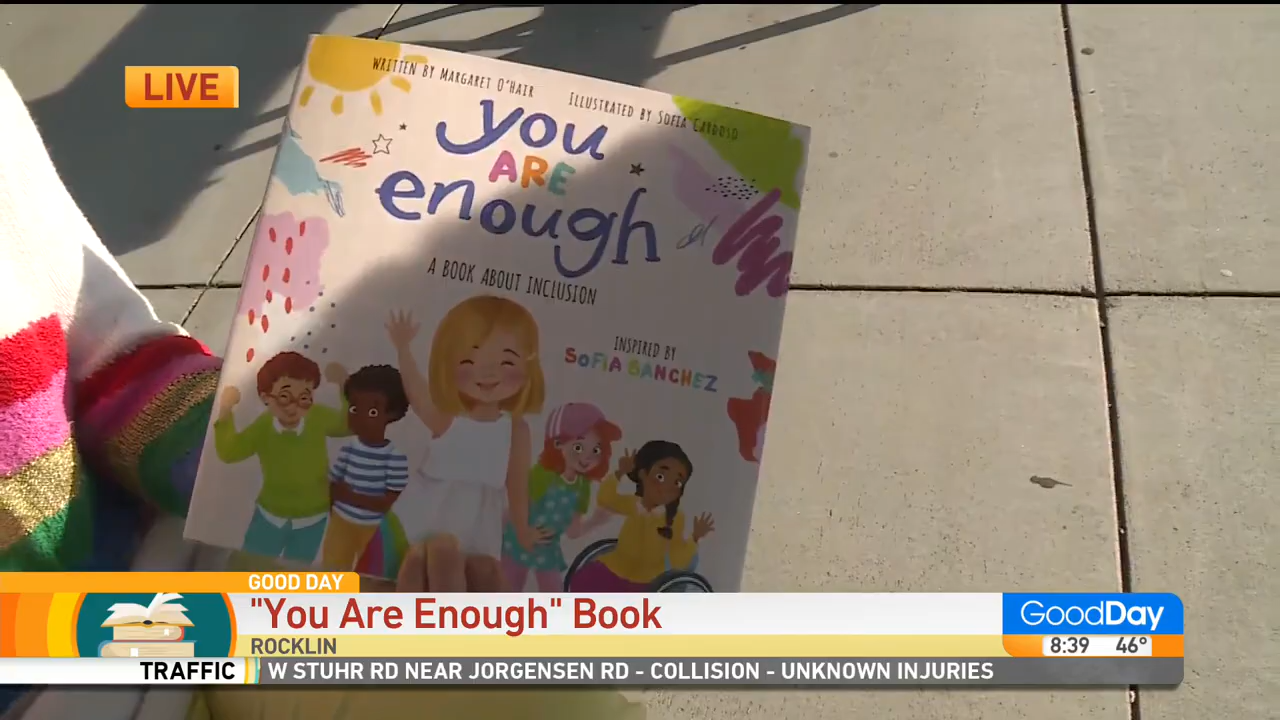 LIVE
WRITTEN BY MARGARET O'HAIR
ILLUSTRATED BY SOFIA CARDOSO
you
ARE
enough
A BOOK ABOUT INCLUSION
INSPIRED BY
SOFIA SANCHEZ
GOOD DAY
"You Are Enough" Book
ROCKLIN
GoodDay
8:39 46°
TRAFFIC W STUHR RD NEAR JORGENSEN RD - COLLISION - UNKNOWN INJURIES